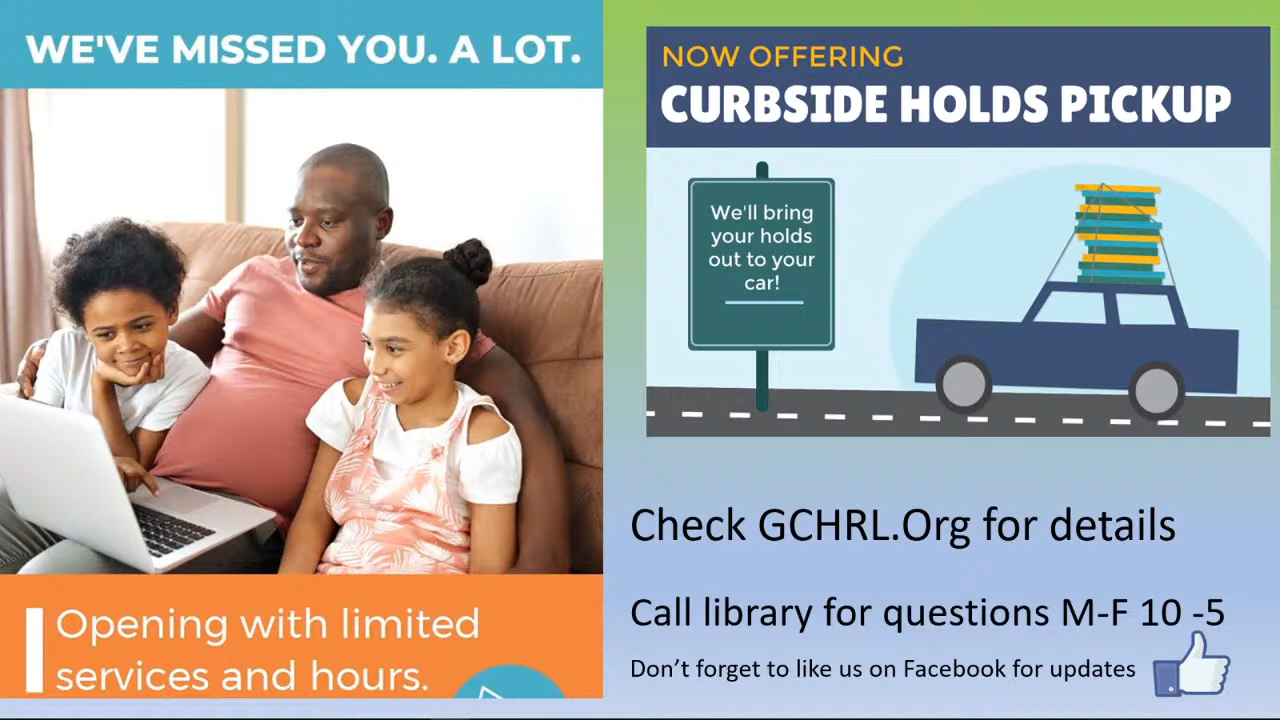 WE'VE MISSED YOU. A LOT.
Opening with limited
services and hours.
NOW OFFERING
CURBSIDE HOLDS PICKUP
We'll bring
your holds
out to your
car!
Check GCHRL.Org for details
Call library for questions M-F 10 -5
Don’t forget to like us on Facebook for updates